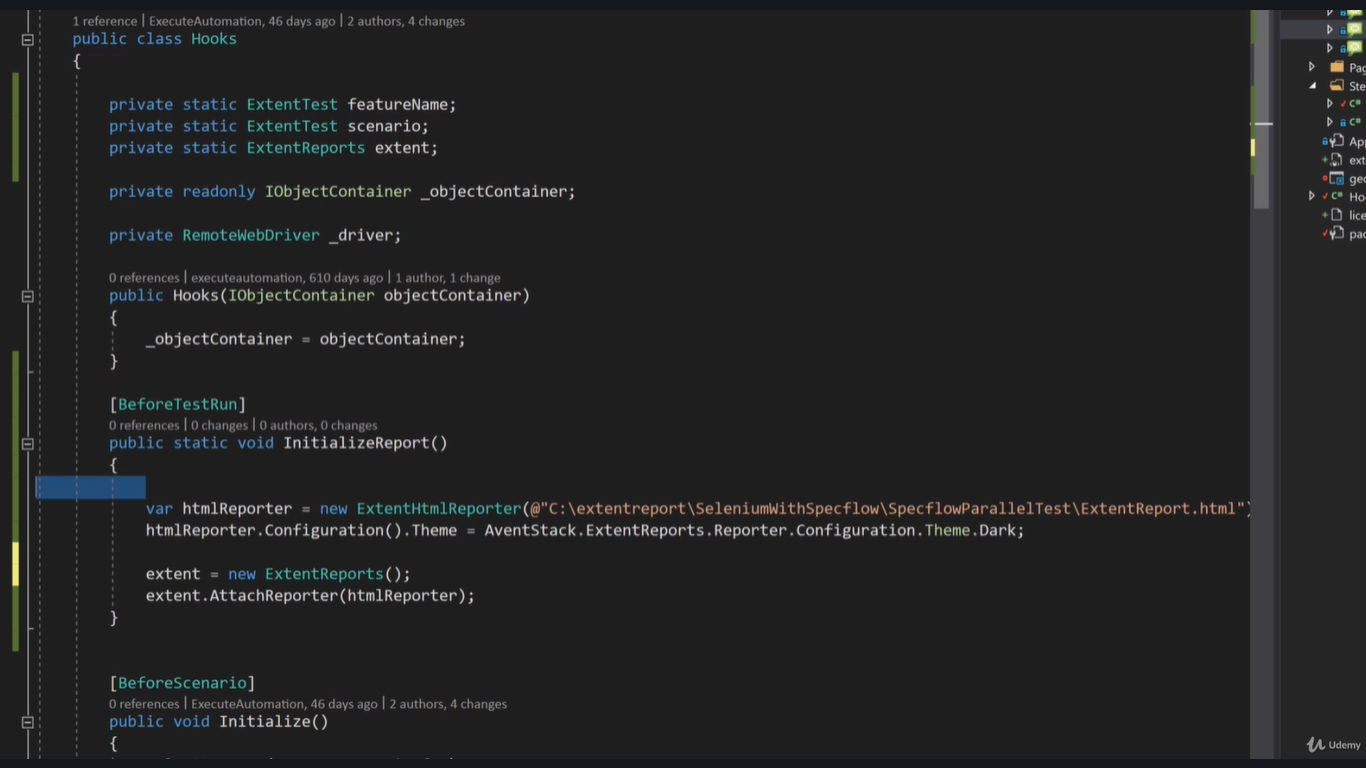 1 reference | ExecuteAutomation, 46 days ago | 2 authors, 4 changes
public class Hooks
{
private static ExtentTest featureName;
private static ExtentTest scenario;
private static ExtentReports extent;
private readonly IObjectContainer _objectContainer;
private RemoteWebDriver _driver;
0 references | executeautomation, 610 days ago | 1 author, 1 change
public Hooks(IObjectContainer objectContainer)
{
_objectContainer = objectContainer;
}
[BeforeTestRun]
0 references | 0 changes | 0 authors, 0 changes
public static void InitializeReport()
{
var htmlReporter = new ExtentHtmlReporter(@"C:\extentreport\SeleniumWithSpecflow\SpecflowParallelTest\ExtentReport.html")
htmlReporter.Configuration().Theme = AventStack.ExtentReports.Reporter.Configuration.Theme.Dark;
extent = new ExtentReports();
extent.AttachReporter(htmlReporter);
}
[BeforeScenario]
0 references | ExecuteAutomation, 46 days ago | 2 authors, 4 changes
public void Initialize()
{
Pag
Ste
C#
C#
App
ext
geo
C# Ho
lice
pac
Udemy